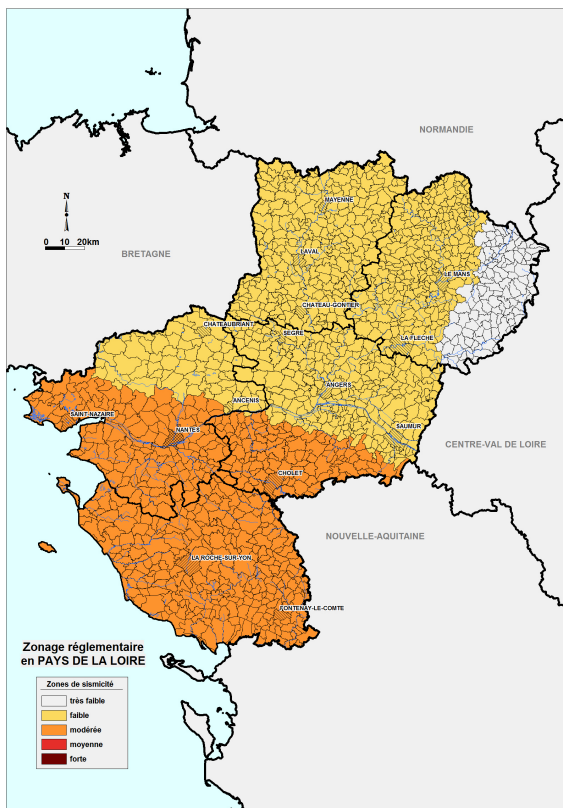 NORMANDIE
MAYENNE
N
0 10 20km
BRETAGNE
LAVAL
LE MANS
CHATEAU-GONTIER
CHATEAUBRIANT
SEGRE
LA FLECHE
ANGERS
ANCENIS
SAINT-NAZAIRE
SAUMUR
NANTES
CENTRE-VAL DE LOIRE
CHOLET
NOUVELLE-AQUITAINE
LA ROCHE-SUR-YON
FONTENAY-LE-COMTE
Zonage réglementaire
en PAYS DE LA LOIRE
Zones de sismicité
très faible
faible
modérée
moyenne
forte